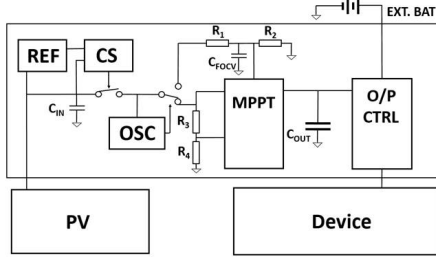 EXT. BAT
R1
R2
REF
CS
CFOCV
MPPT
O/P
CTRL
CIN
OSC
R3
R4
COUT
PV
Device